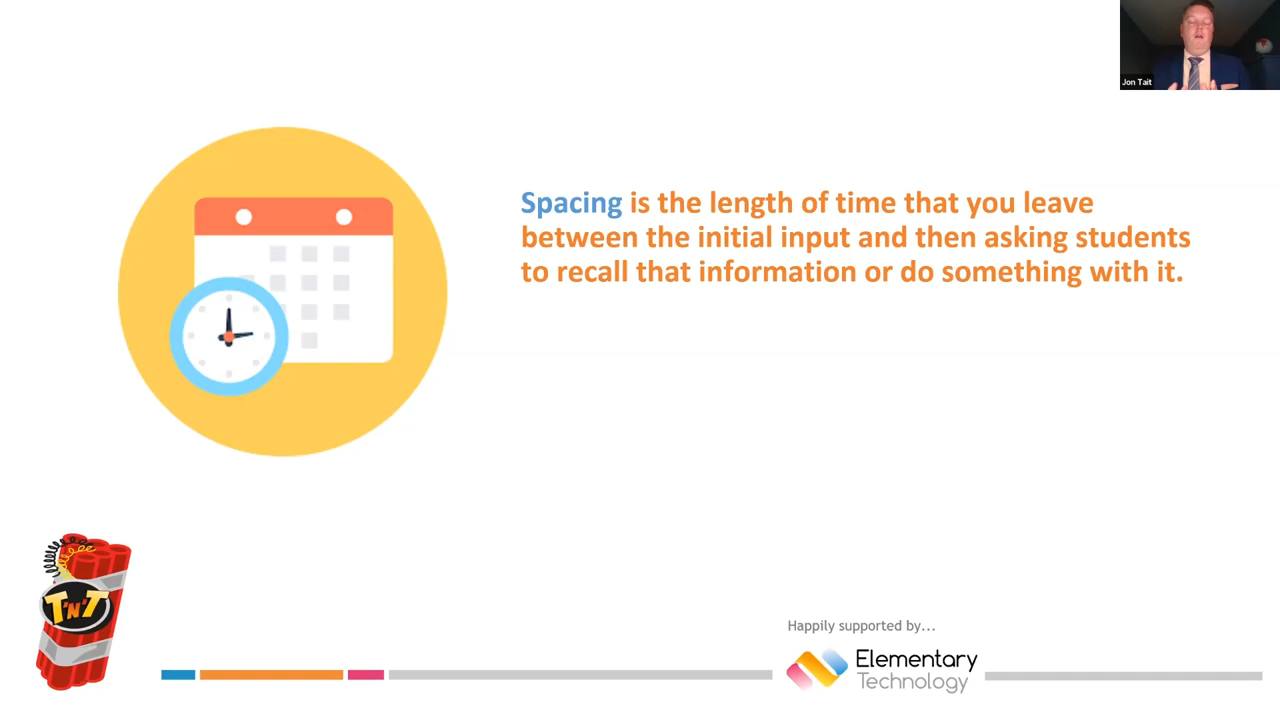 Jon Tait
Spacing is the length of time that you leave
between the initial input and then asking students
to recall that information or do something with it.
T'N'T
Happily supported by...
Elementary
Technology